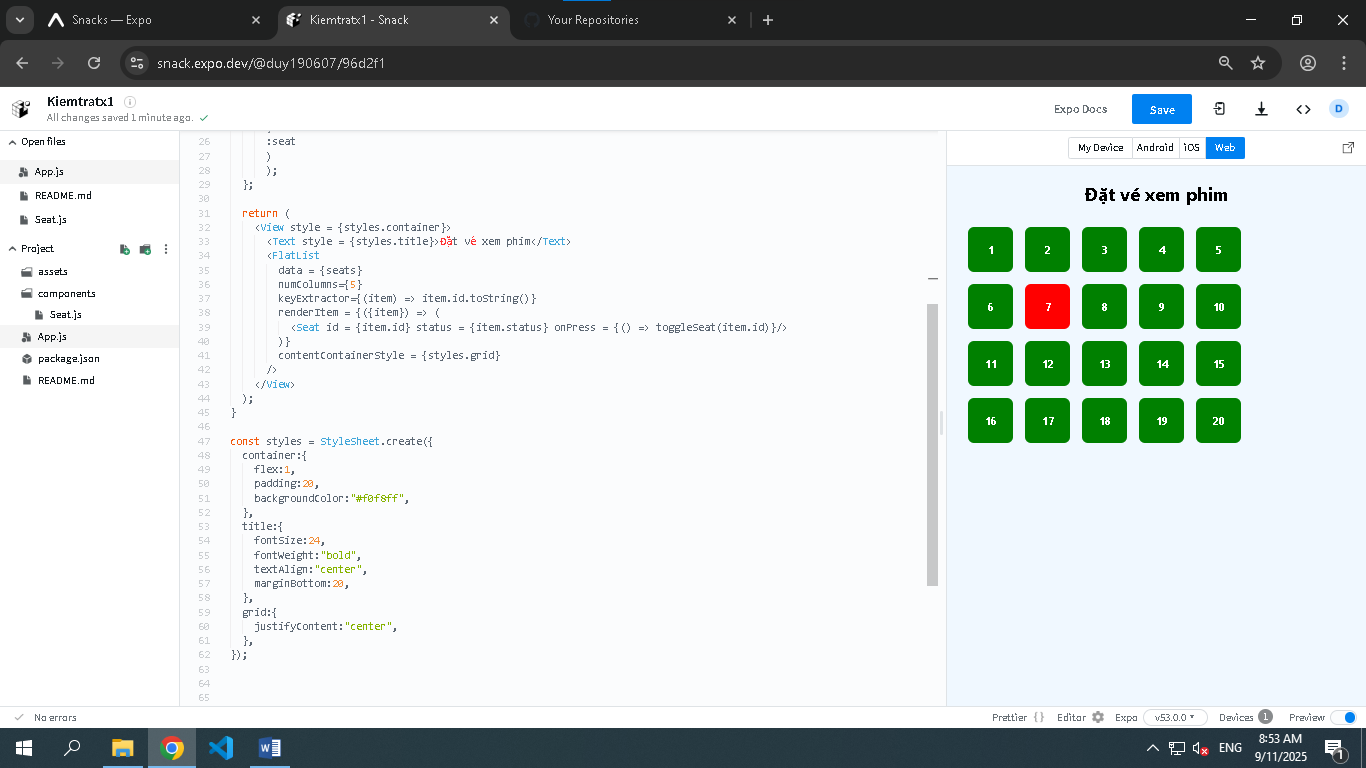 Snacks — Expo
Kiemtratx1 - Snack
Your Repositories
snack.expo.dev/@duy190607/96d2f1
Kiemtratx1
All changes saved 1 minute ago.
Expo Docs
Save
D
Open files
App.js
README.md
Seat.js
Project
assets
components
Seat.js
App.js
package.json
README.md
26 :seat
27 )
28 );
29 };
30
31 return (
32 <View style = {styles.container}>
33 <Text style = {styles.title}>Đặt vé xem phim</Text>
34 <FlatList
35 data = {seats}
36 numColumns={5}
37 keyExtractor={(item) => item.id.toString()}
38 renderItem = {({item}) => (
39 <Seat id = {item.id} status = {item.status} onPress = {() => toggleSeat(item.id)}/>
40 )}
41 contentContainerStyle = {styles.grid}
42 />
43 </View>
44 );
45 }
46
47 const styles = StyleSheet.create({
48 container:{
49 flex:1,
50 padding:20,
51 backgroundColor:"#f0f8ff",
52 },
53 title:{
54 fontSize:24,
55 fontWeight:"bold",
56 textAlign:"center",
57 marginBottom:20,
58 },
59 grid:{
60 justifyContent:"center",
61 },
62 });
63
64
65
My Device Android iOS Web
Đặt vé xem phim
1 2 3 4 5
6 7 8 9 10
11 12 13 14 15
16 17 18 19 20
No errors
Prettier {} Editor Expo v53.0.0 Devices 1 Preview
ENG
8:53 AM
9/11/2025
1